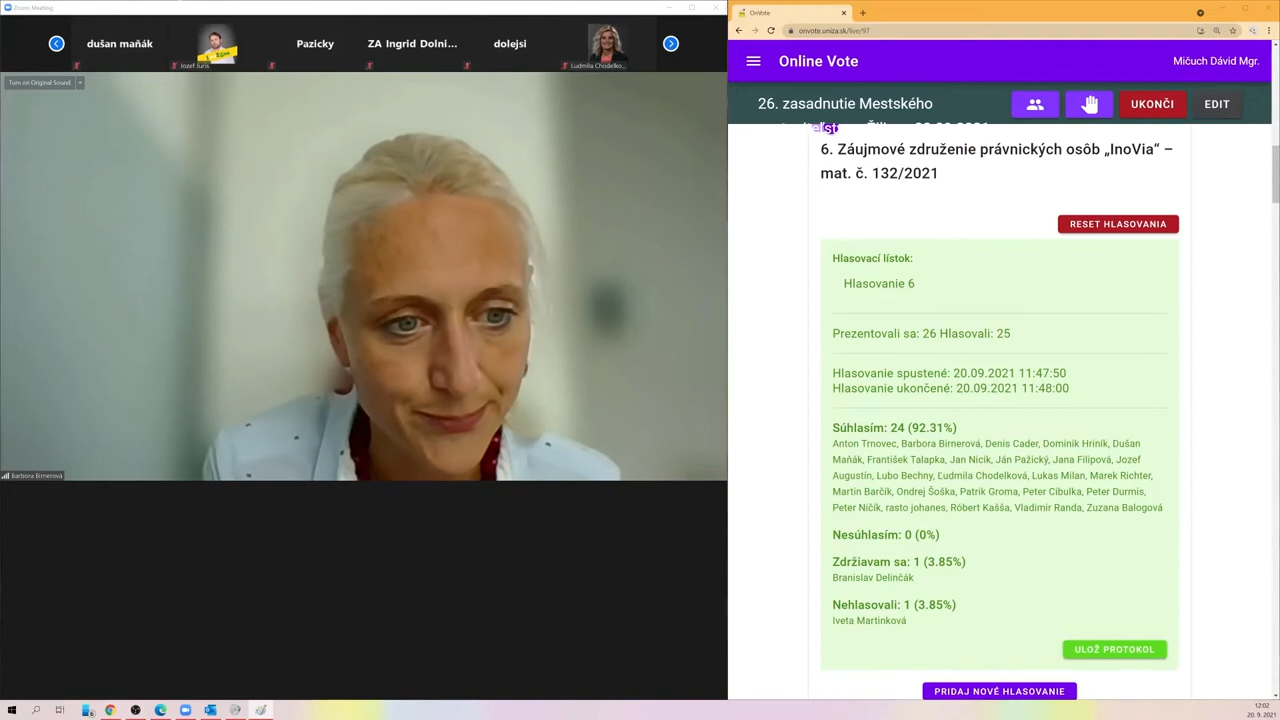 Zoom Meeting
dušan maňák
Jozef Juris
Pazicky
ZA Ingrid Dolni...
dolejsi
Ľudmila Chodelko...
Turn on Original Sound
Barbora Birnerová
OnVote
onvote.uniza.sk/live/97
Online Vote
Mičuch Dávid Mgr.
26. zasadnutie Mestského
UKONČI
EDIT
6. Záujmové združenie právnických osôb „InoVia“ –
mat. č. 132/2021
RESET HLASOVANIA
Hlasovací lístok:
Hlasovanie 6
Prezentovali sa: 26 Hlasovali: 25
Hlasovanie spustené: 20.09.2021 11:47:50
Hlasovanie ukončené: 20.09.2021 11:48:00
Súhlasím: 24 (92.31%)
Anton Trnovec, Barbora Birnerová, Denis Cader, Dominik Hriník, Dušan
Maňák, František Talapka, Jan Nicik, Ján Pažický, Jana Filipová, Jozef
Augustín, Lubo Bechny, Ľudmila Chodelková, Lukas Milan, Marek Richter,
Martin Barčík, Ondrej Šoška, Patrik Groma, Peter Cibulka, Peter Durmis,
Peter Ničík, rasto johanes, Róbert Kašša, Vladimir Randa, Zuzana Balogová
Nesúhlasím: 0 (0%)
Zdržiavam sa: 1 (3.85%)
Branislav Delinčák
Nehlasovali: 1 (3.85%)
Iveta Martinková
ULOŽ PROTOKOL
PRIDAJ NOVÉ HLASOVANIE
12:02
20. 9. 2021